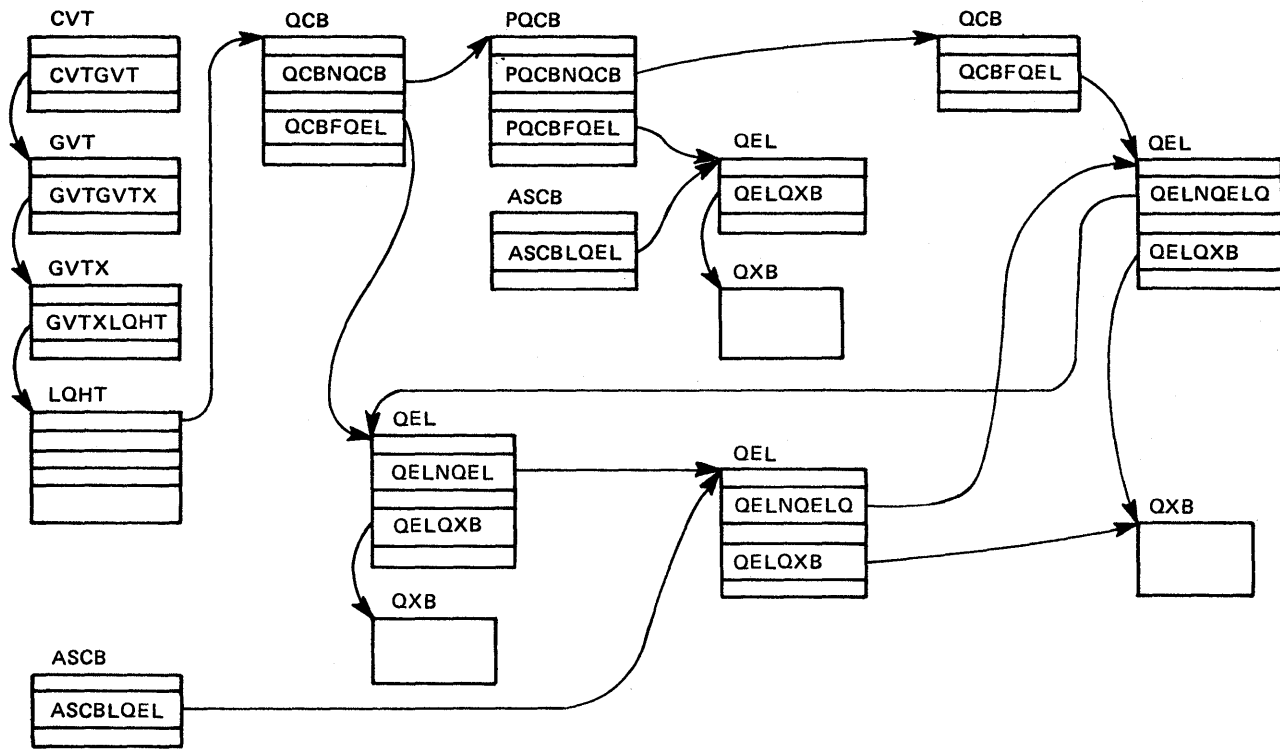 CVT
CVTGVT
GVT
GVTGVTX
GVTX
GVTXLQHT
LQHT
QCB
QCBNQCB
QCBFQEL
PQCB
PQCBNQCB
PQCBFQEL
ASCB
ASCBLQEL
QEL
QELQXB
QXB
QCB
QCBFQEL
QEL
QELNQELQ
QELQXB
QEL
QELNQEL
QELQXB
QXB
QEL
QELNQELQ
QELQXB
QXB
ASCB
ASCBLQEL